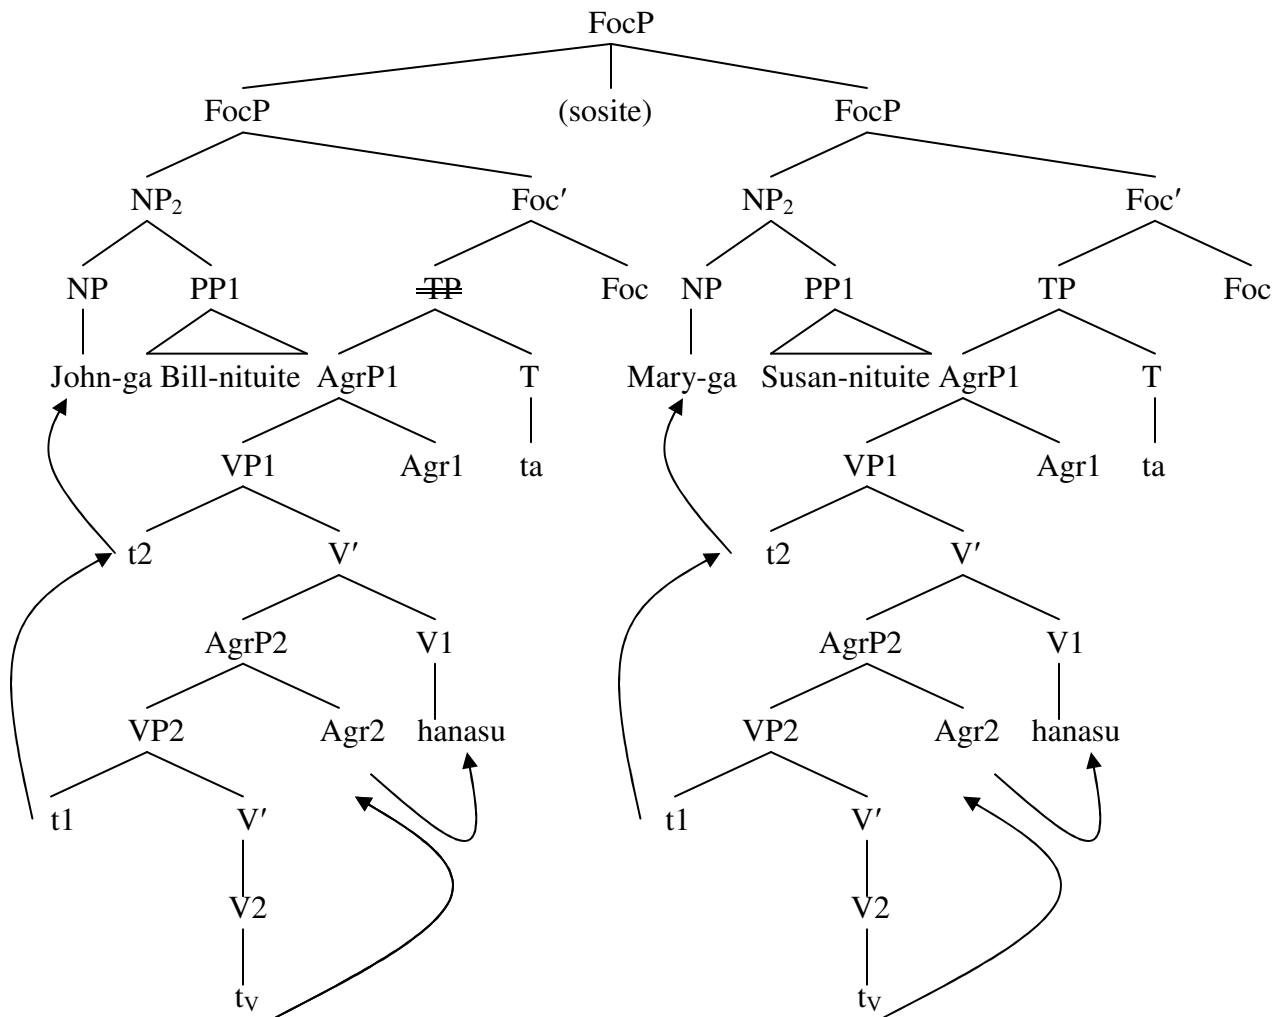 FocP
FocP (sosite) FocP
NP₂ Foc′ NP₂ Foc′
NP PP1 TP Foc NP PP1 TP Foc
John-ga Bill-nituite AgrP1 T Mary-ga Susan-nituite AgrP1 T
VP1 Agr1 ta VP1 Agr1 ta
t2 V′ t2 V′
AgrP2 V1 AgrP2 V1
VP2 Agr2 hanasu VP2 Agr2 hanasu
t1 V′ t1 V′
V2 V2
tV tV